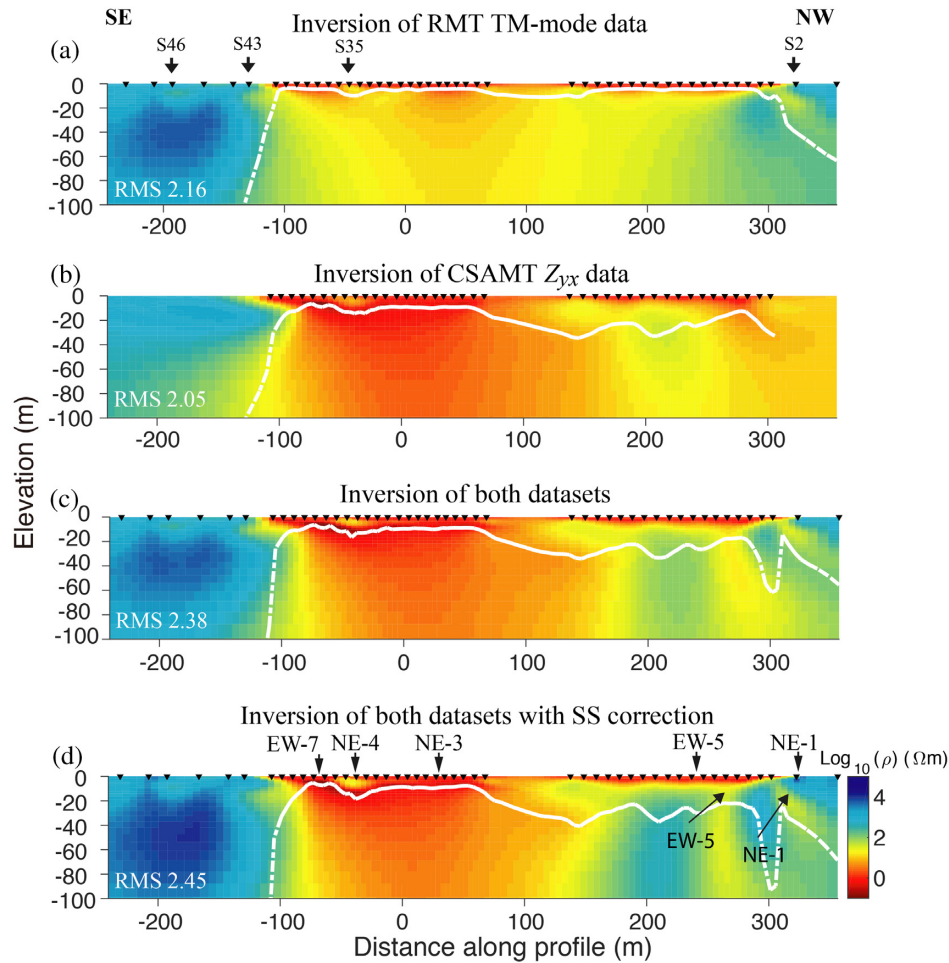 SE
Inversion of RMT TM-mode data
NW
(a)
S46
S43
S35
S2
0
-20
-40
-60
-80
-100
RMS 2.16
-200
-100
0
100
200
300
(b)
Inversion of CSAMT Zyx data
0
-20
-40
-60
-80
-100
RMS 2.05
-200
-100
0
100
200
300
Elevation (m)
(c)
Inversion of both datasets
0
-20
-40
-60
-80
-100
RMS 2.38
-200
-100
0
100
200
300
Inversion of both datasets with SS correction
(d)
EW-7
NE-4
NE-3
EW-5
NE-1
Log10(ρ) (Ωm)
0
-20
-40
-60
-80
-100
RMS 2.45
EW-5
NE-1
4
2
0
-200
-100
0
100
200
300
Distance along profile (m)